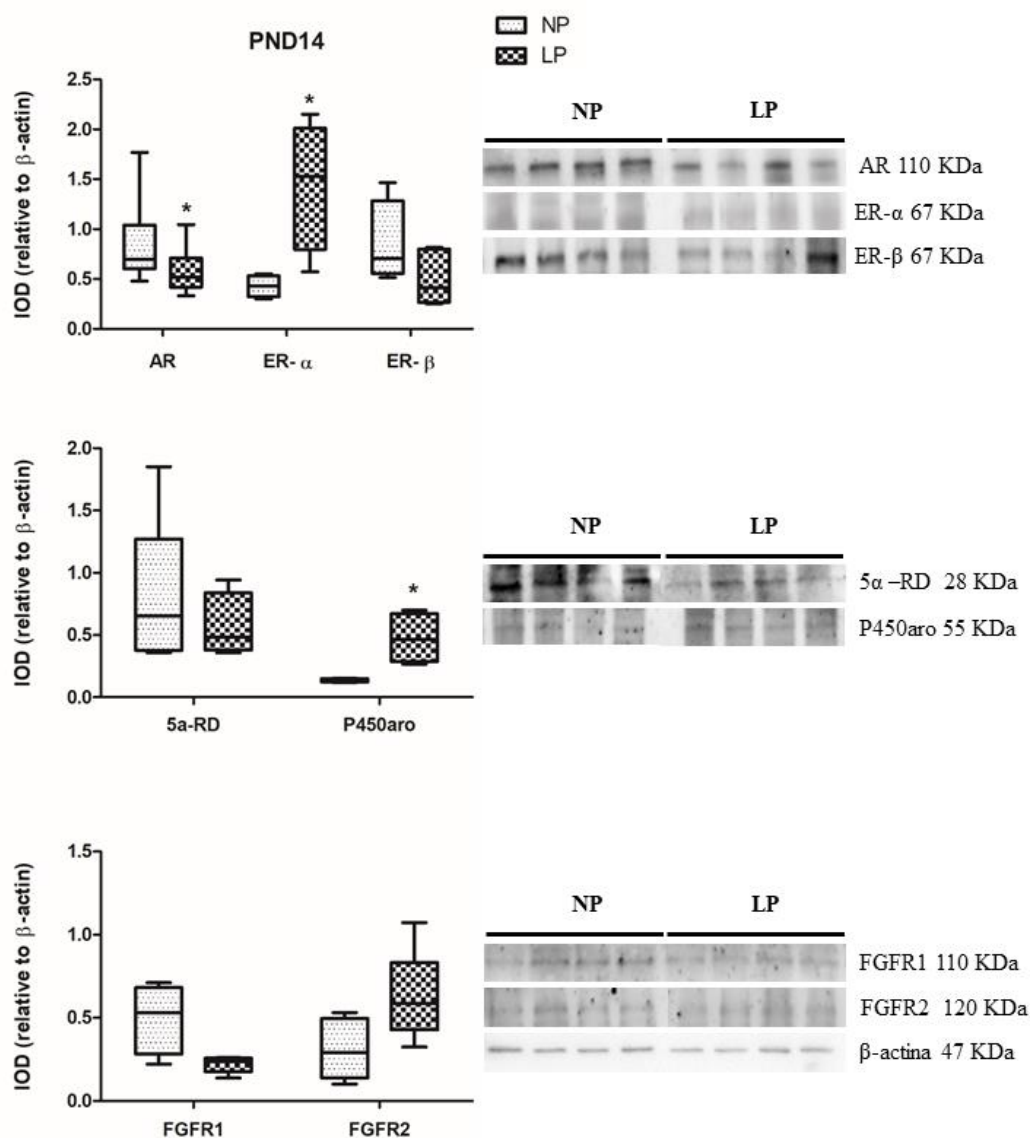 PND14
NP
LP
IOD (relative to β-actin)
2.5
2.0
1.5
1.0
0.5
0.0
*
*
AR
ER- α
ER- β
NP
LP
AR 110 KDa
ER-α 67 KDa
ER-β 67 KDa
IOD (relative to β-actin)
2.0
1.5
1.0
0.5
0.0
*
5a-RD
P450aro
NP
LP
5α –RD 28 KDa
P450aro 55 KDa
IOD (relative to β-actin)
1.5
1.0
0.5
0.0
FGFR1
FGFR2
NP
LP
FGFR1 110 KDa
FGFR2 120 KDa
β-actina 47 KDa